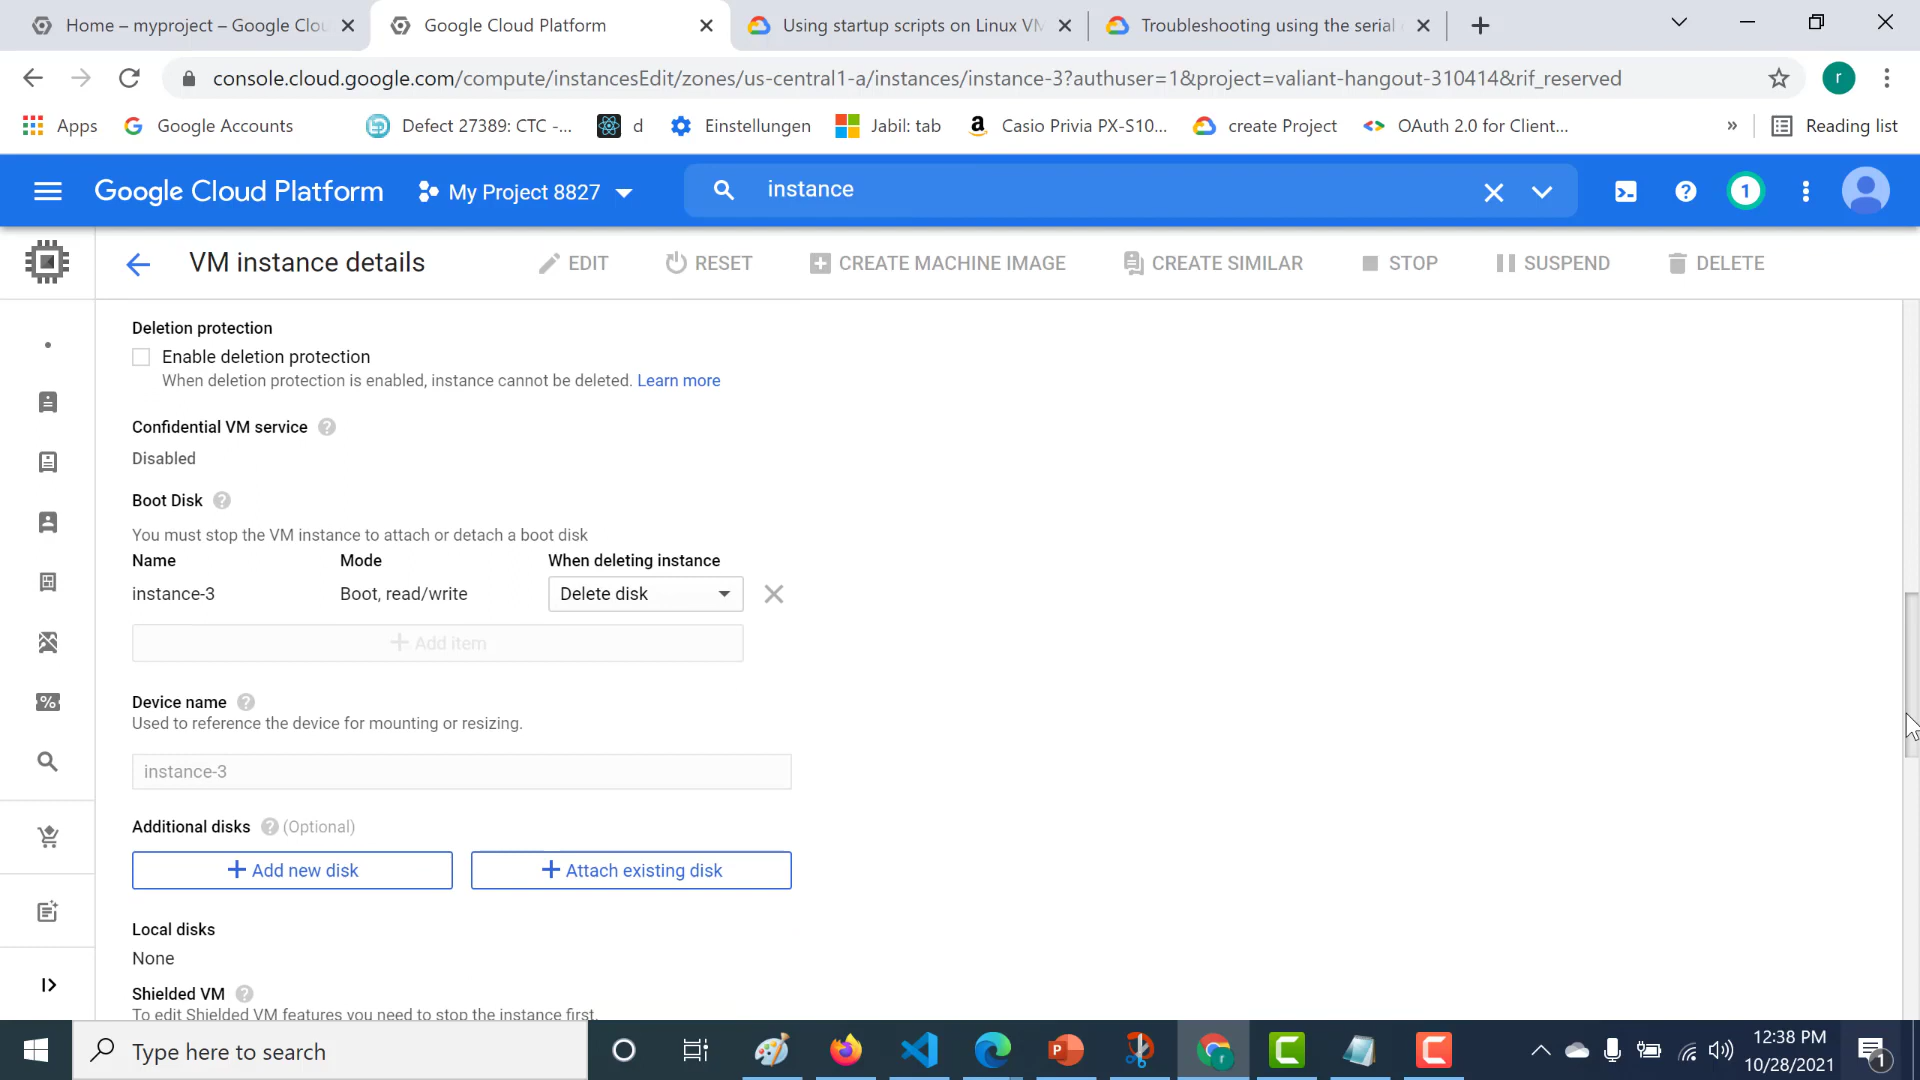 Home – myproject – Google Clou
Google Cloud Platform
Using startup scripts on Linux VM
Troubleshooting using the serial
console.cloud.google.com/compute/instancesEdit/zones/us-central1-a/instances/instance-3?authuser=1&project=valiant-hangout-310414&rif_reserved
r
Apps
Google Accounts
Defect 27389: CTC -...
d
Einstellungen
Jabil: tab
Casio Privia PX-S10...
create Project
OAuth 2.0 for Client...
»
Reading list
Google Cloud Platform
My Project 8827
instance
1
VM instance details
EDIT
RESET
CREATE MACHINE IMAGE
CREATE SIMILAR
STOP
SUSPEND
DELETE
Deletion protection
Enable deletion protection
When deletion protection is enabled, instance cannot be deleted. Learn more
Confidential VM service
Disabled
Boot Disk
You must stop the VM instance to attach or detach a boot disk
Name Mode When deleting instance
instance-3 Boot, read/write Delete disk
+ Add item
Device name
Used to reference the device for mounting or resizing.
instance-3
Additional disks (Optional)
+ Add new disk
+ Attach existing disk
Local disks
None
Shielded VM
To edit Shielded VM features you need to stop the instance first.
Type here to search
12:38 PM
10/28/2021
1